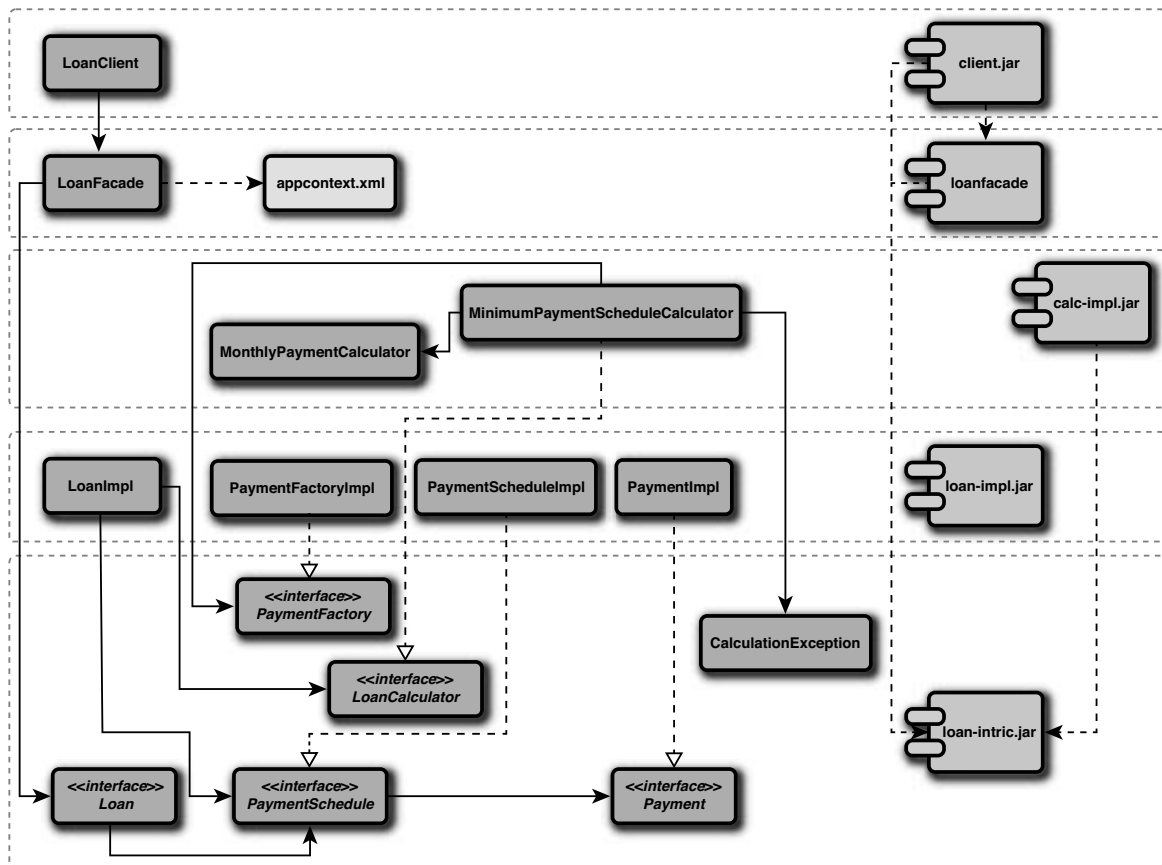 LoanClient
client.jar
LoanFacade
appcontext.xml
loanfacade
MinimumPaymentScheduleCalculator
calc-impl.jar
MonthlyPaymentCalculator
LoanImpl
PaymentFactoryImpl
PaymentScheduleImpl
PaymentImpl
loan-impl.jar
<<interface>>
PaymentFactory
CalculationException
<<interface>>
LoanCalculator
loan-intric.jar
<<interface>>
Loan
<<interface>>
PaymentSchedule
<<interface>>
Payment